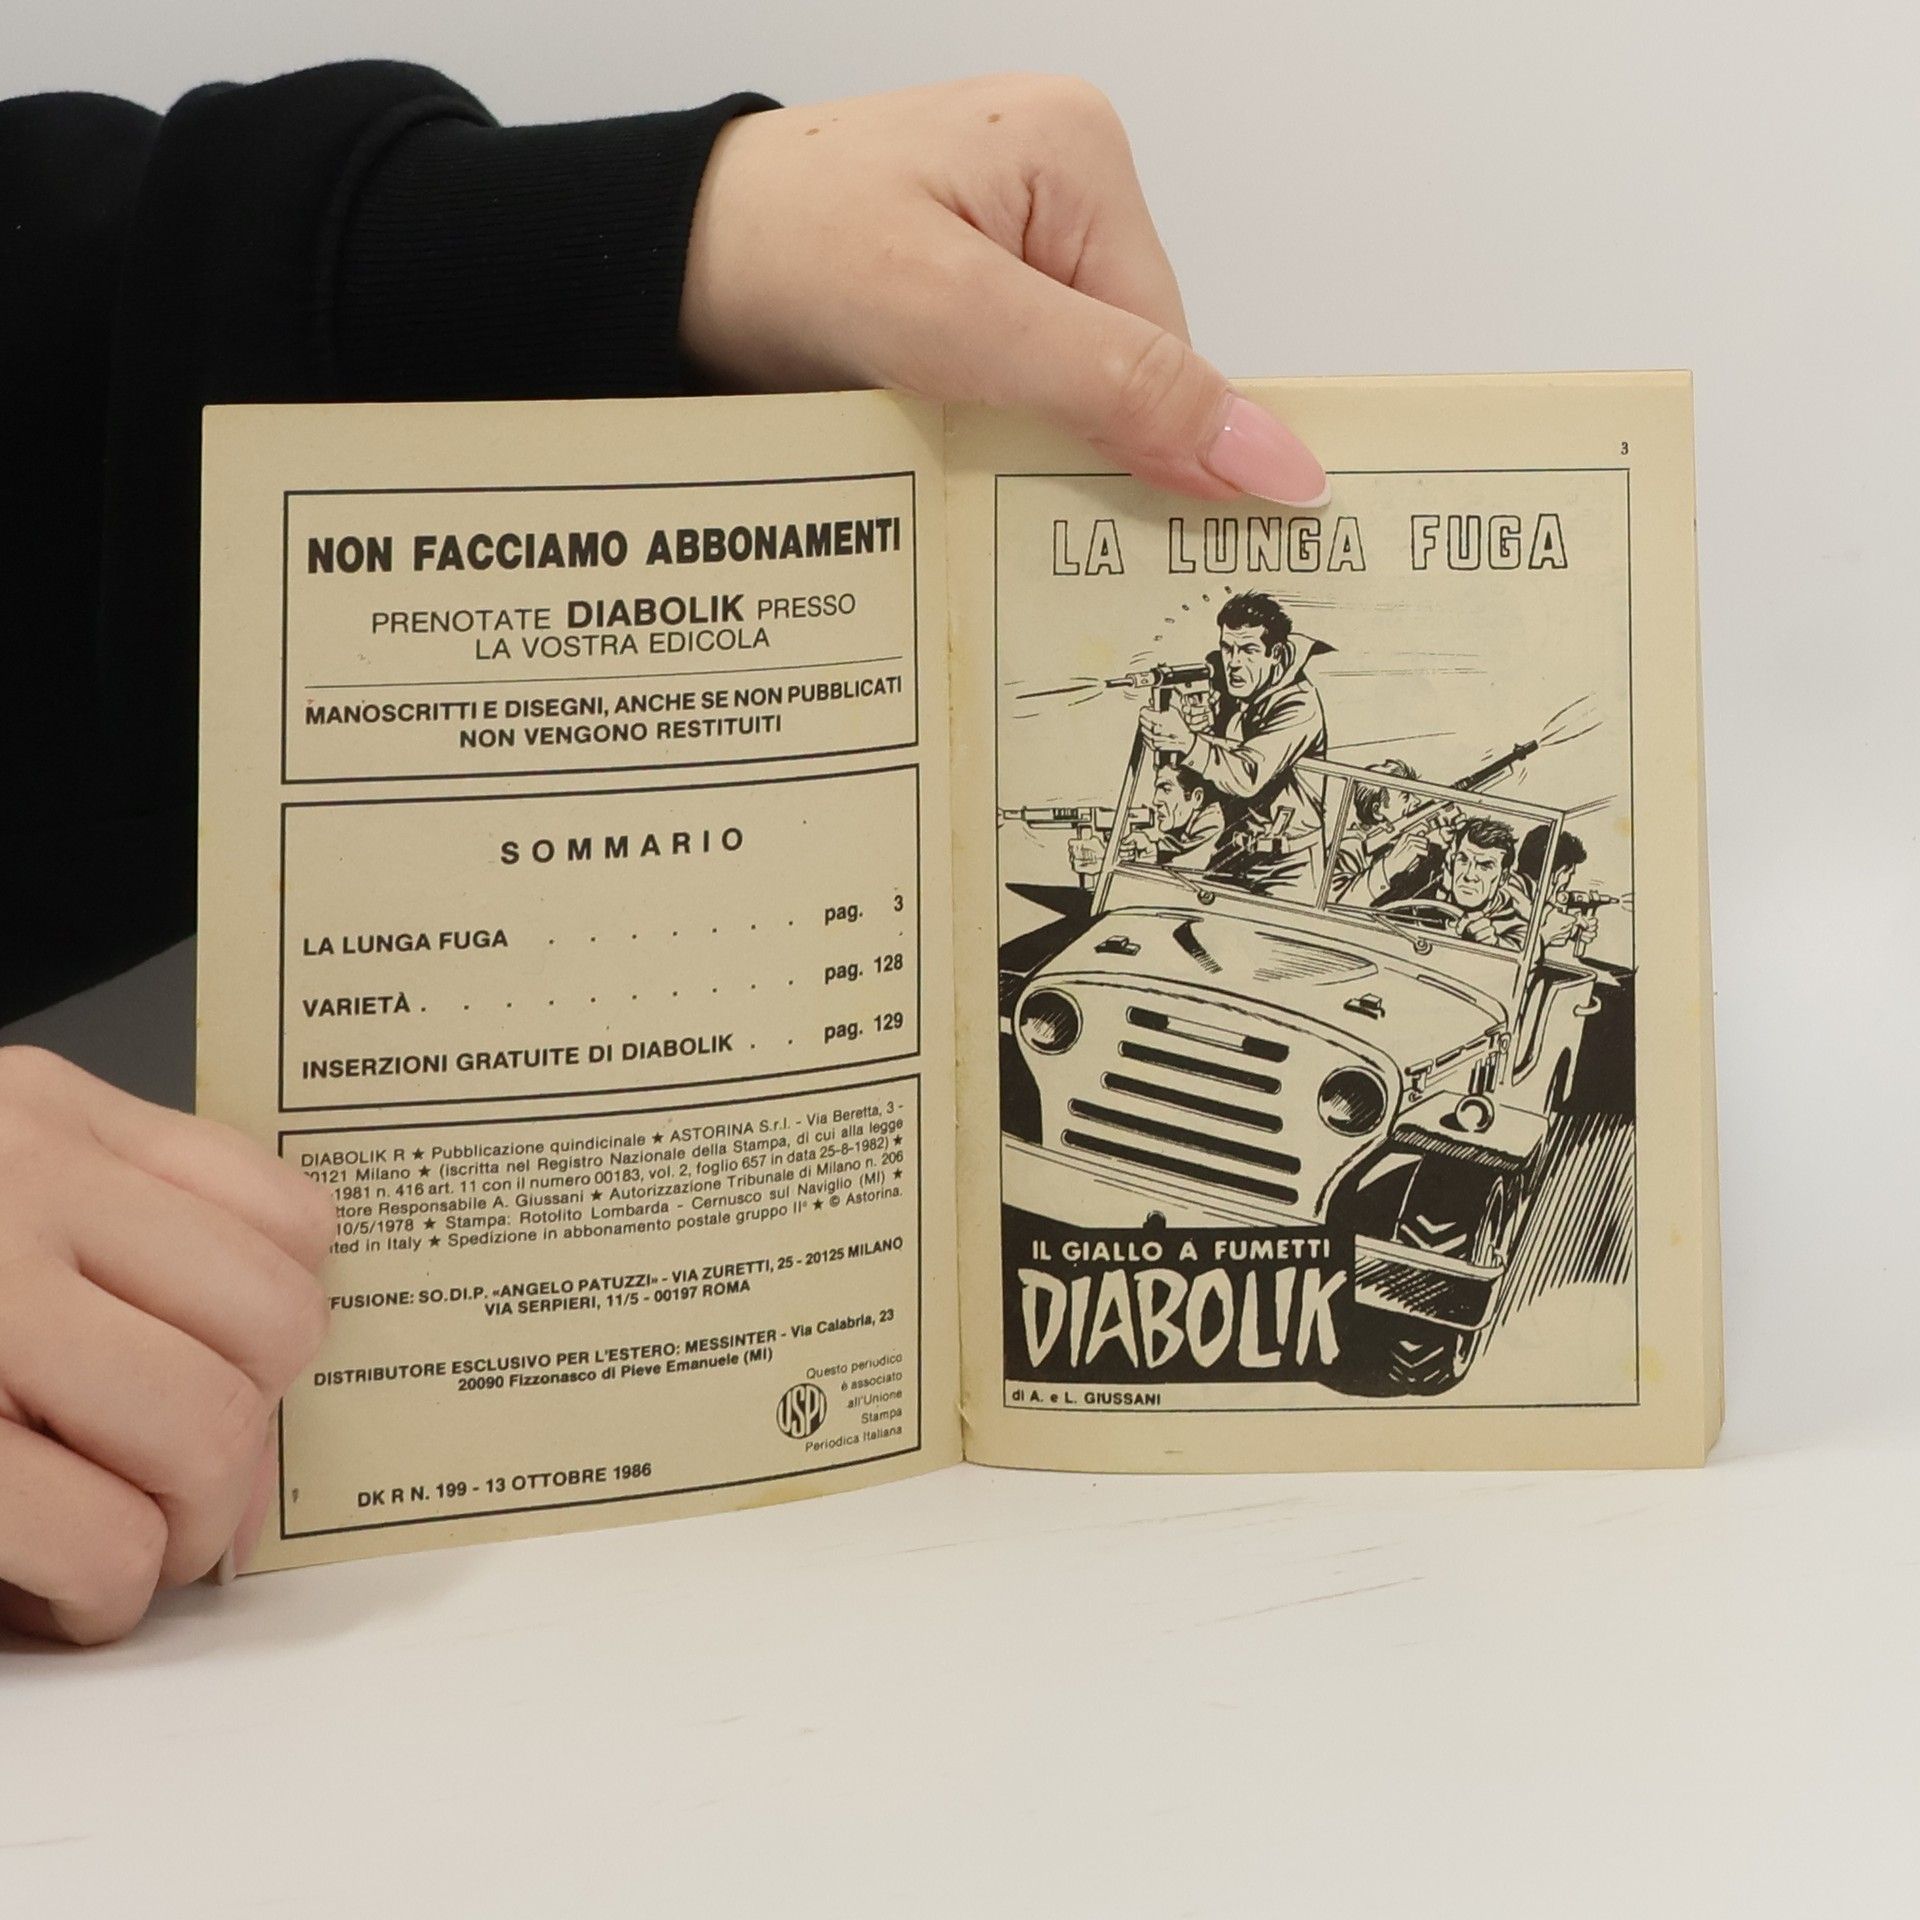 NON FACCIAMO ABBONAMENTI
PRENOTATE DIABOLIK PRESSO
LA VOSTRA EDICOLA
MANOSCRITTI E DISEGNI, ANCHE SE NON PUBBLICATI
NON VENGONO RESTITUITI
SOMMARIO
LA LUNGA FUGA . . . . . . . pag. 3
VARIETÀ . . . . . . . . . . pag. 128
INSERZIONI GRATUITE DI DIABOLIK . . pag. 129
DIABOLIK R ★ Pubblicazione quindicinale ★ ASTORINA S.r.l. - Via Beretta, 3 -
0121 Milano ★ (iscritta nel Registro Nazionale della Stampa, di cui alla legge
1981 n. 416 art. 11 con il numero 00183, vol. 2, foglio 657 in data 25-8-1982) ★
ttore Responsabile A. Giussani ★ Autorizzazione Tribunale di Milano n. 206
10/5/1978 ★ Stampa: Rotolito Lombarda - Cernusco sul Naviglio (MI) ★
ted in Italy ★ Spedizione in abbonamento postale gruppo II° ★ © Astorina.
FUSIONE: SO.DI.P. «ANGELO PATUZZI» - VIA ZURETTI, 25 - 20125 MILANO
VIA SERPIERI, 11/5 - 00197 ROMA
DISTRIBUTORE ESCLUSIVO PER L'ESTERO: MESSINTER - Via Calabria, 23
20090 Fizzonasco di Pieve Emanuele (MI)
USPI
Questo periodico
è associato
all'Unione
Stampa
Periodica Italiana
DK R N. 199 - 13 OTTOBRE 1986
3
LA LUNGA FUGA
IL GIALLO A FUMETTI
DIABOLIK
di A. e L. GIUSSANI